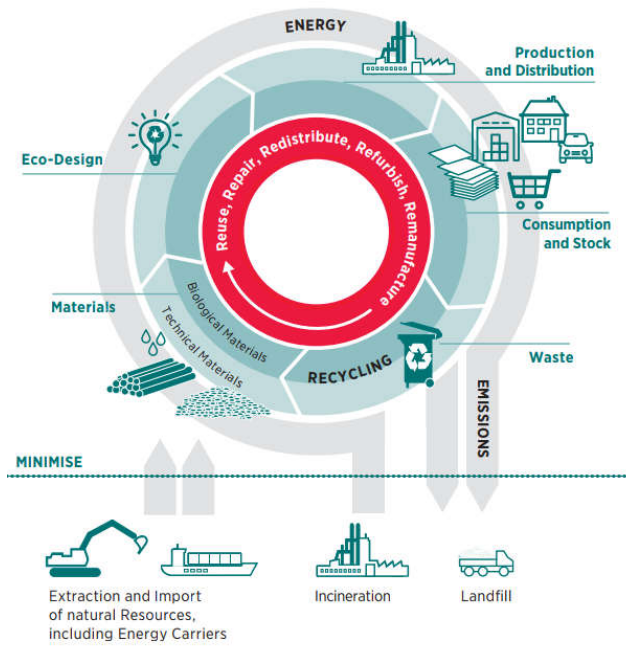 ENERGY
Production
and Distribution
Eco-Design
Reuse, Repair, Redistribute, Refurbish, Remanufacture
Consumption
and Stock
Materials
Biological Materials
Technical Materials
RECYCLING
Waste
EMISSIONS
MINIMISE
Extraction and Import
of natural Resources,
including Energy Carriers
Incineration
Landfill